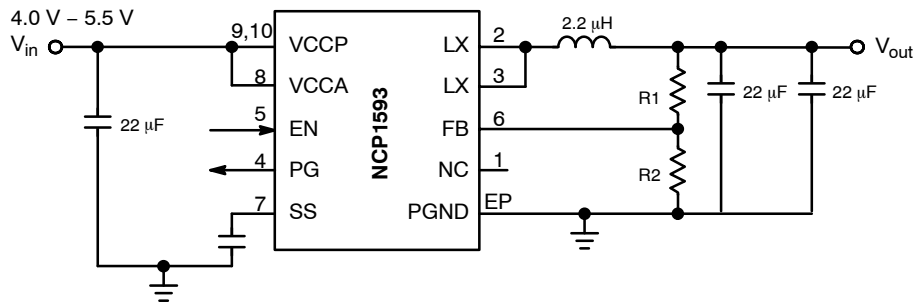 4.0 V – 5.5 V
Vin
9,10
VCCP
8
VCCA
5
EN
4
PG
7
SS
22 μF
NCP1593
LX
2
LX
3
FB
6
NC
1
PGND
EP
2.2 μH
R1
R2
22 μF
22 μF
Vout